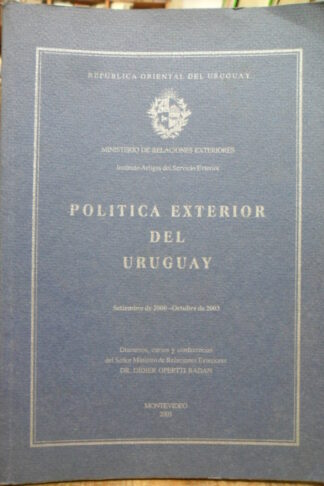 REPUBLICA ORIENTAL DEL URUGUAY
MINISTERIO DE RELACIONES EXTERIORES
Instituto Artigas del Servicio Exterior
POLITICA EXTERIOR
DEL
URUGUAY
Setiembre de 2000 - Octubre de 2003
Discursos, cartas y conferencias
del Señor Ministro de Relaciones Exteriores
DR. DIDIER OPERTTI BADAN
MONTEVIDEO
2003